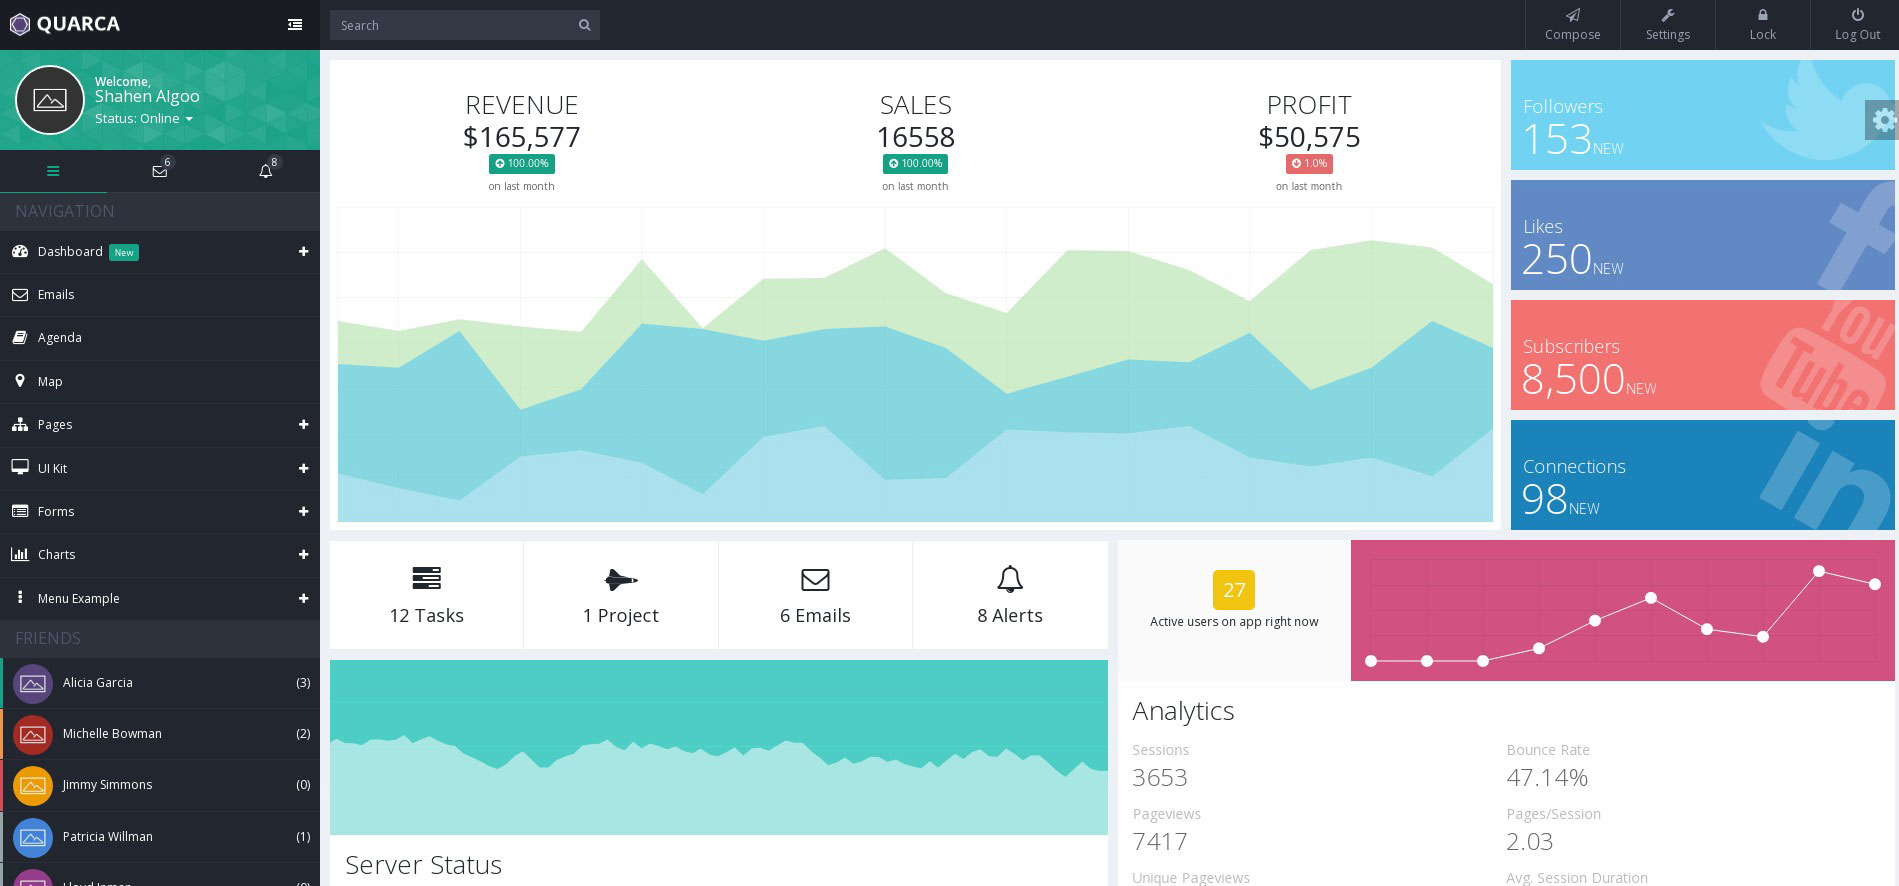 QUARCA
Search
Compose
Settings
Lock
Log Out
Welcome,
Shahen Algoo
Status: Online
6
8
NAVIGATION
Dashboard New
Emails
Agenda
Map
Pages
UI Kit
Forms
Charts
Menu Example
FRIENDS
Alicia Garcia (3)
Michelle Bowman (2)
Jimmy Simmons (0)
Patricia Willman (1)
REVENUE
$165,577
100.00%
on last month
SALES
16558
100.00%
on last month
PROFIT
$50,575
1.0%
on last month
Followers
153NEW
Likes
250NEW
Subscribers
8,500NEW
You
Tube
Connections
98NEW
in
12 Tasks
1 Project
6 Emails
8 Alerts
27
Active users on app right now
Server Status
Analytics
Sessions
3653
Bounce Rate
47.14%
Pageviews
7417
Pages/Session
2.03
Unique Pageviews
Avg. Session Duration